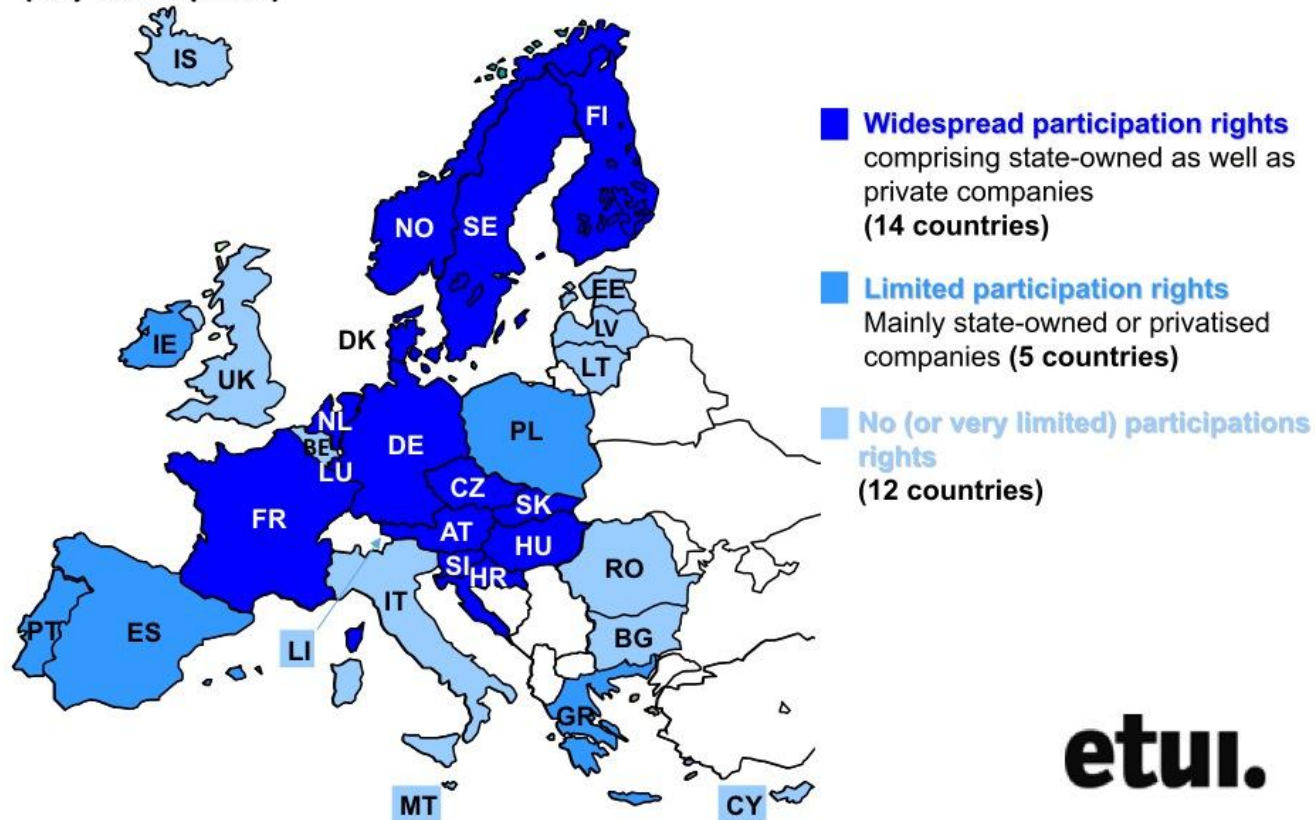 IS
FI
NO SE
EE
LV
LT
DK
IE
UK
NL
BE
LU
DE
PL
CZ
SK
FR
AT
HU
SI
HR
RO
IT
BG
PT
ES
LI
GR
MT
CY
Widespread participation rights
comprising state-owned as well as
private companies
(14 countries)
Limited participation rights
Mainly state-owned or privatised
companies (5 countries)
No (or very limited) participations
rights
(12 countries)
etui.